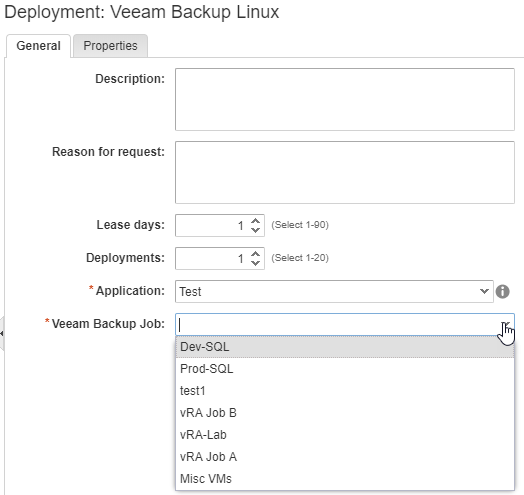 Deployment: Veeam Backup Linux
General Properties
Description:
Reason for request:
Lease days: 1 (Select 1-90)
Deployments: 1 (Select 1-20)
*Application: Test
*Veeam Backup Job:
Dev-SQL
Prod-SQL
test1
vRA Job B
vRA-Lab
vRA Job A
Misc VMs